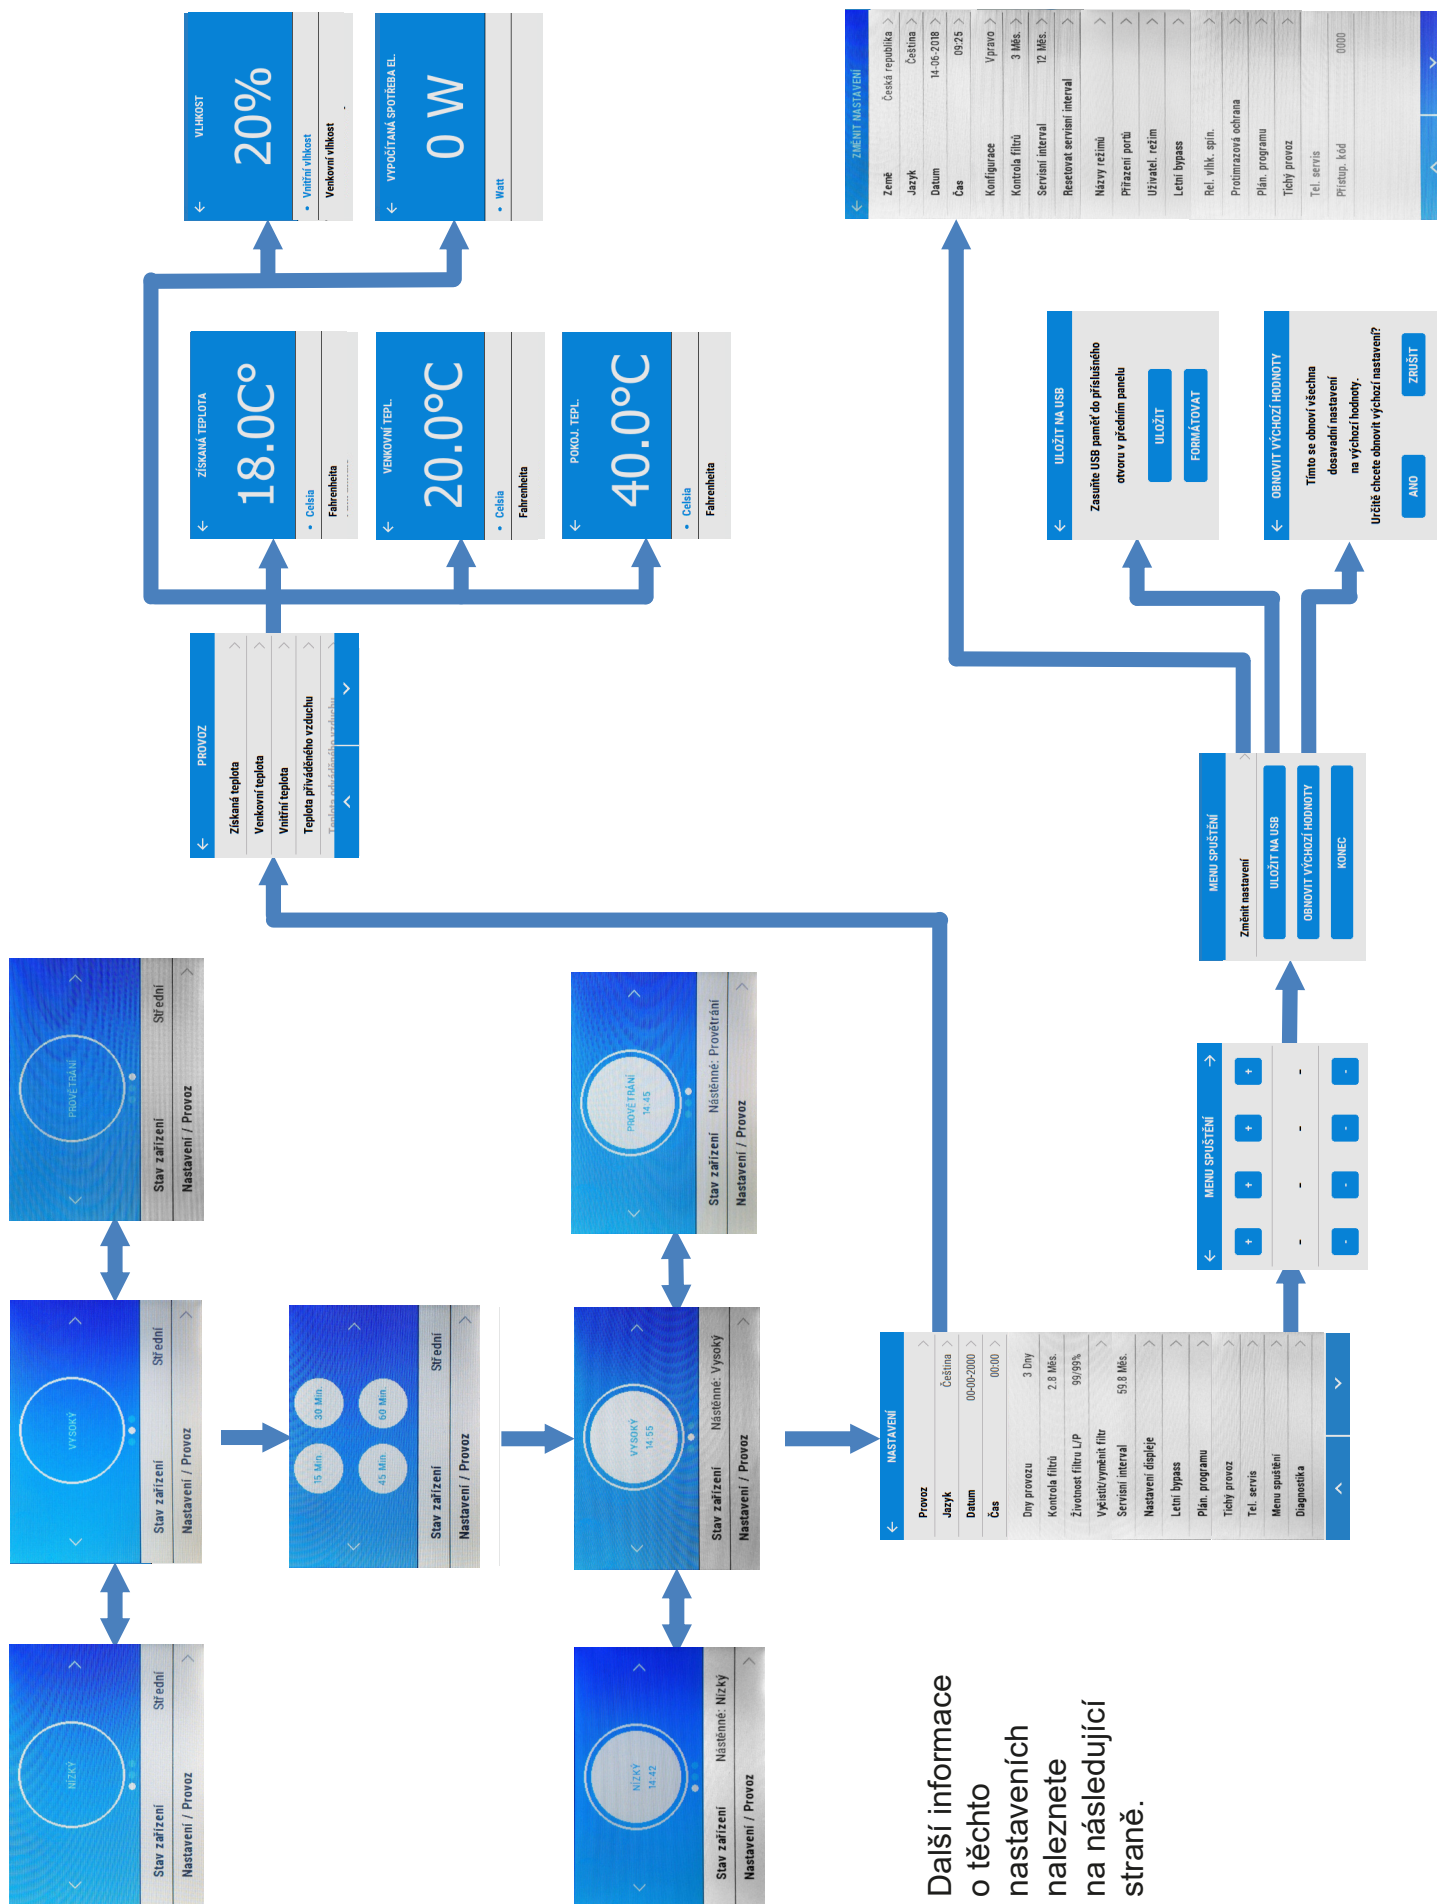 NÍZKÝ
Stav zařízení Střední
Nastavení / Provoz
VYSOKÝ
Stav zařízení Střední
Nastavení / Provoz
PROVĚTRÁNÍ
Stav zařízení Střední
Nastavení / Provoz
15 Min. 30 Min.
45 Min. 60 Min.
Stav zařízení Střední
Nastavení / Provoz
NÍZKÝ
14:42
Stav zařízení Nástěnné: Nízký
Nastavení / Provoz
VYSOKÝ
14:55
Stav zařízení Nástěnné: Vysoký
Nastavení / Provoz
PROVĚTRÁNÍ
14:45
Stav zařízení Nástěnné: Provětrání
Nastavení / Provoz
PROVOZ
Získaná teplota
Venkovní teplota
Vnitřní teplota
Teplota přiváděného vzduchu
Teplota odváděného vzduchu
ZÍSKANÁ TEPLOTA
18.0C°
• Celsia
Fahrenheita
VENKOVNÍ TEPL.
20.0°C
• Celsia
Fahrenheita
POKOJ. TEPL.
40.0°C
• Celsia
Fahrenheita
VLHKOST
20%
• Vnitřní vlhkost
Venkovní vlhkost
VYPOČÍTANÁ SPOTŘEBA EL.
0 W
• Watt
Další informace
o těchto
nastaveních
naleznete
na následující
straně.
NASTAVENÍ
Provoz
Jazyk Čeština
Datum 00-00-2000
Čas 00:00
Dny provozu 3 Dny
Kontrola filtrů 2.8 Měs.
Životnost filtru L/P 99/99%
Vyčistit/vyměnit filtr
Servisní interval 59.8 Měs.
Nastavení displeje
Letní bypass
Plán. programu
Tichý provoz
Tel. servis
Menu spuštění
Diagnostika
MENU SPUŠTĚNÍ
+ + + +
- - - -
- - - -
MENU SPUŠTĚNÍ
Změnit nastavení
ULOŽIT NA USB
OBNOVIT VÝCHOZÍ HODNOTY
KONEC
ULOŽIT NA USB
Zasuňte USB paměť do příslušného
otvoru v předním panelu
ULOŽIT
FORMÁTOVAT
OBNOVIT VÝCHOZÍ HODNOTY
Tímto se obnoví všechna
dosavadní nastavení
na výchozí hodnoty.
Určitě chcete obnovit výchozí nastavení?
ANO ZRUŠIT
ZMĚNIT NASTAVENÍ
Země Česká republika
Jazyk Čeština
Datum 14-06-2018
Čas 09:25
Konfigurace Vpravo
Kontrola filtrů 3 Měs.
Servisní interval 12 Měs.
Resetovat servisní interval
Názvy režimů
Přiřazení portů
Uživatel. režim
Letní bypass
Rel. vlhk. spín.
Protimrazová ochrana
Plán. programu
Tichý provoz
Tel. servis
Přístup. kód 0000